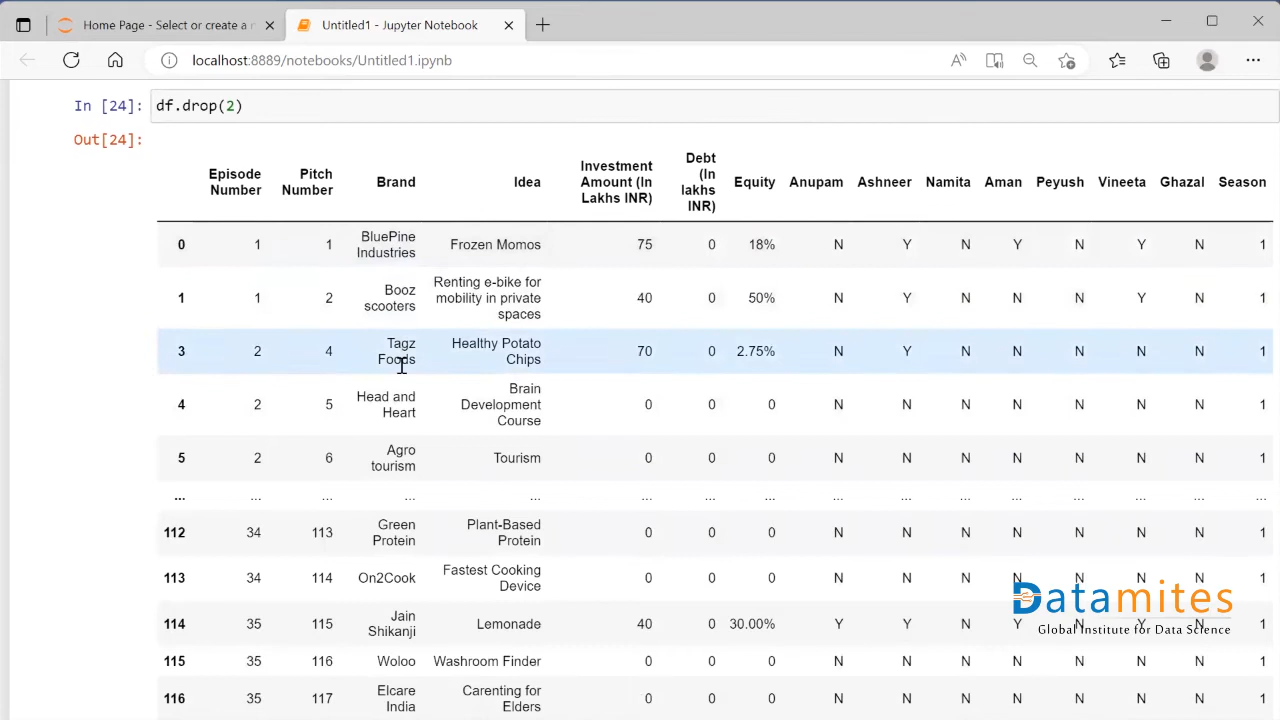 Home Page - Select or create a n
Untitled1 - Jupyter Notebook
localhost:8889/notebooks/Untitled1.ipynb
In [24]: df.drop(2)
Out[24]:
Episode Number Pitch Number Brand Idea Investment Amount (In Lakhs INR) Debt (In lakhs INR) Equity Anupam Ashneer Namita Aman Peyush Vineeta Ghazal Season
0 1 1 BluePine Industries Frozen Momos 75 0 18% N Y N Y N Y N 1
1 1 2 Booz scooters Renting e-bike for mobility in private spaces 40 0 50% N Y N N N Y N 1
3 2 4 Tagz Foods Healthy Potato Chips 70 0 2.75% N Y N N N N N 1
4 2 5 Head and Heart Brain Development Course 0 0 0 N N N N N N N 1
5 2 6 Agro tourism Tourism 0 0 0 N N N N N N N 1
... ... ... ... ... ... ... ... ... ... ... ... ... ... ... ...
112 34 113 Green Protein Plant-Based Protein 0 0 0 N N N N N N N 1
113 34 114 On2Cook Fastest Cooking Device 0 0 0 N N N N N N N 1
114 35 115 Jain Shikanji Lemonade 40 0 30.00% Y Y N Y N Y N 1
115 35 116 Woloo Washroom Finder 0 0 0 N N N N N N N 1
116 35 117 Elcare India Carenting for Elders 0 0 0 N N N N N N N 1
Datamites
Global Institute for Data Science